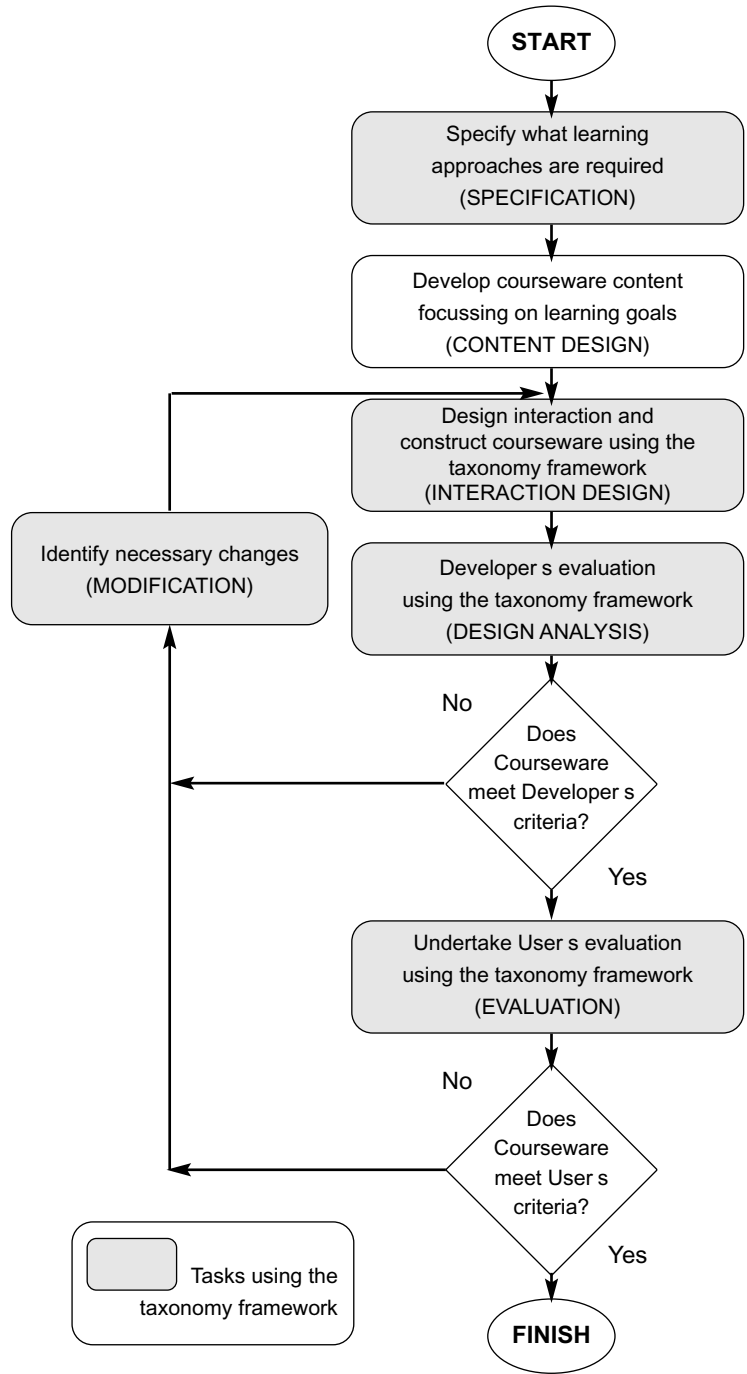 START
Specify what learning
approaches are required
(SPECIFICATION)
Develop courseware content
focussing on learning goals
(CONTENT DESIGN)
Design interaction and
construct courseware using the
taxonomy framework
(INTERACTION DESIGN)
Identify necessary changes
(MODIFICATION)
Developer s evaluation
using the taxonomy framework
(DESIGN ANALYSIS)
No
Does
Courseware
meet Developer s
criteria?
Yes
Undertake User s evaluation
using the taxonomy framework
(EVALUATION)
No
Does
Courseware
meet User s
criteria?
Yes
Tasks using the
taxonomy framework
FINISH